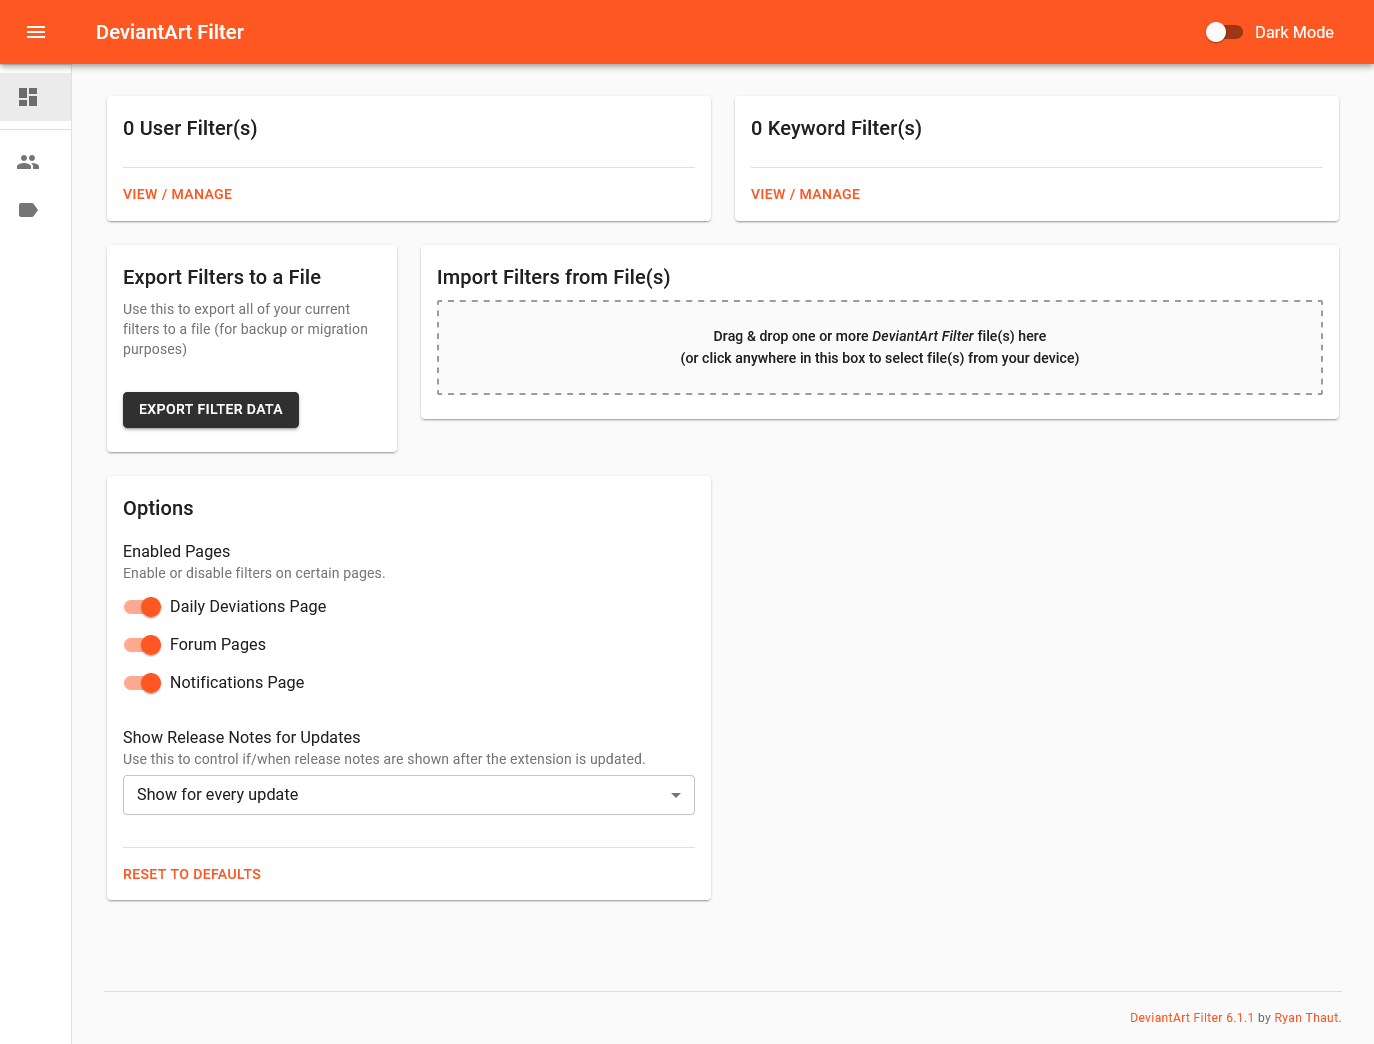 DeviantArt Filter
Dark Mode
0 User Filter(s)
VIEW / MANAGE
0 Keyword Filter(s)
VIEW / MANAGE
Export Filters to a File
Use this to export all of your current
filters to a file (for backup or migration
purposes)
EXPORT FILTER DATA
Import Filters from File(s)
Drag & drop one or more DeviantArt Filter file(s) here
(or click anywhere in this box to select file(s) from your device)
Options
Enabled Pages
Enable or disable filters on certain pages.
Daily Deviations Page
Forum Pages
Notifications Page
Show Release Notes for Updates
Use this to control if/when release notes are shown after the extension is updated.
Show for every update
RESET TO DEFAULTS
DeviantArt Filter 6.1.1 by Ryan Thaut.